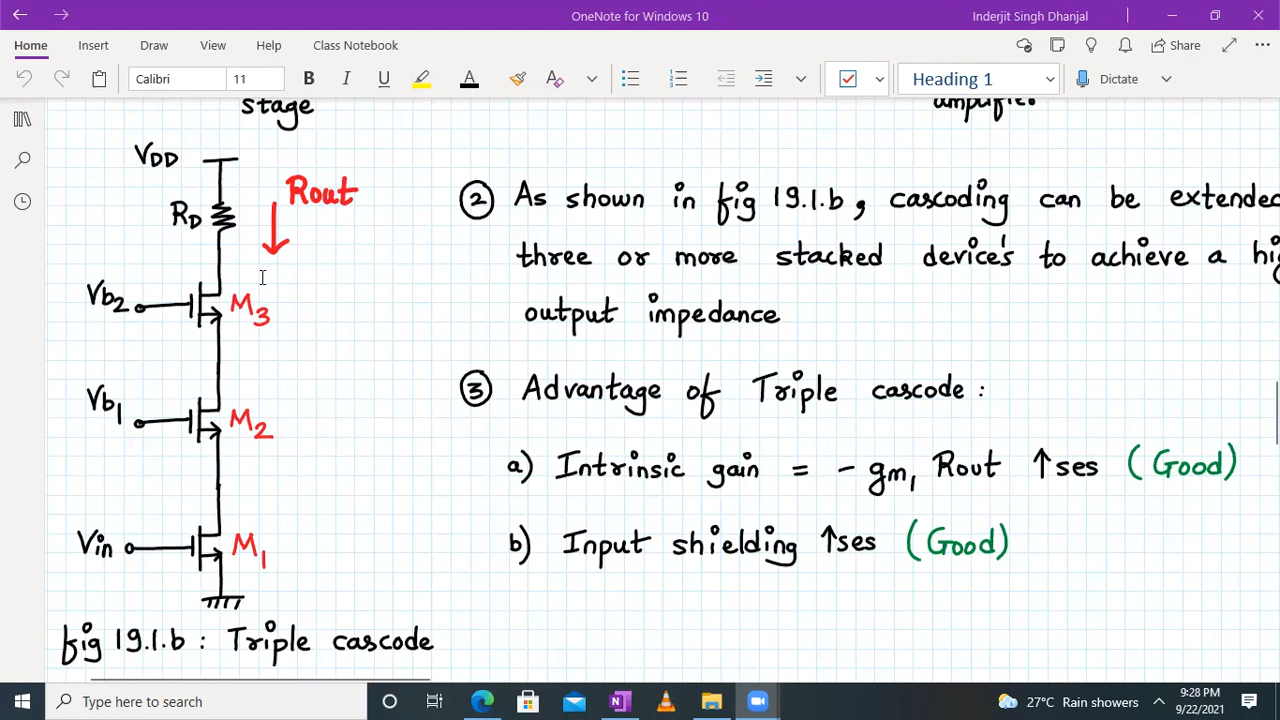 OneNote for Windows 10
Inderjit Singh Dhanjal
Home Insert Draw View Help Class Notebook
Share
Calibri 11 B I U A Heading 1 Dictate
stage
VDD
RD
Rout
Vb2
M3
Vb1
M2
Vin
M1
fig 19.1.b : Triple cascode
② As shown in fig 19.1.b, cascoding can be extended
three or more stacked device's to achieve a
output impedance
③ Advantage of Triple cascode :
a) Intrinsic gain = - gm1 Rout ↑ses (Good)
b) Input shielding ↑ses (Good)
Type here to search
27°C Rain showers
9:28 PM
9/22/2021